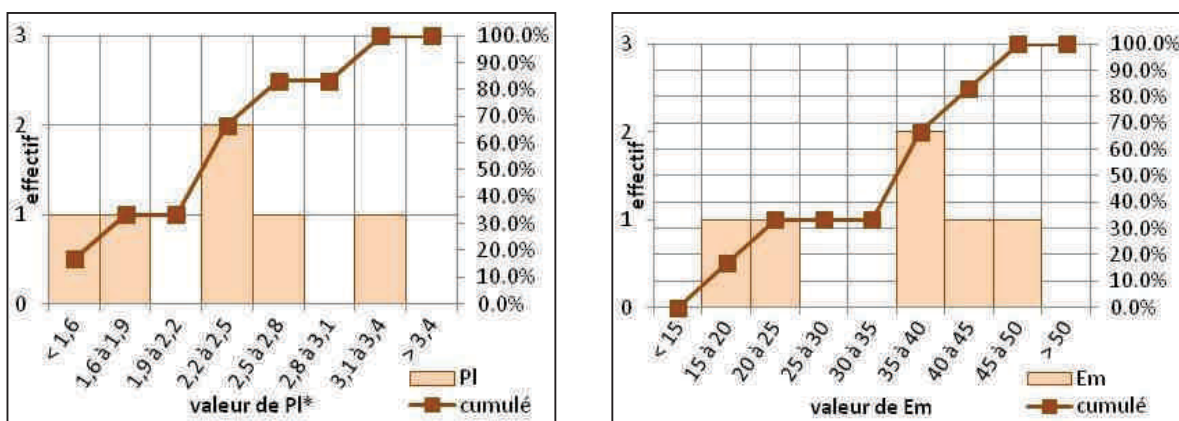 3
2
1
0
effectif
100.0%
90.0%
80.0%
70.0%
60.0%
50.0%
40.0%
30.0%
20.0%
10.0%
0.0%
< 1,6
1,6 à 1,9
1,9 à 2,2
2,2 à 2,5
2,5 à 2,8
2,8 à 3,1
3,1 à 3,4
> 3,4
valeur de Pl*
Pl
cumulé
3
2
1
0
effectif
100.0%
90.0%
80.0%
70.0%
60.0%
50.0%
40.0%
30.0%
20.0%
10.0%
0.0%
< 15
15 à 20
20 à 25
25 à 30
30 à 35
35 à 40
40 à 45
45 à 50
> 50
valeur de Em
Em
cumulé